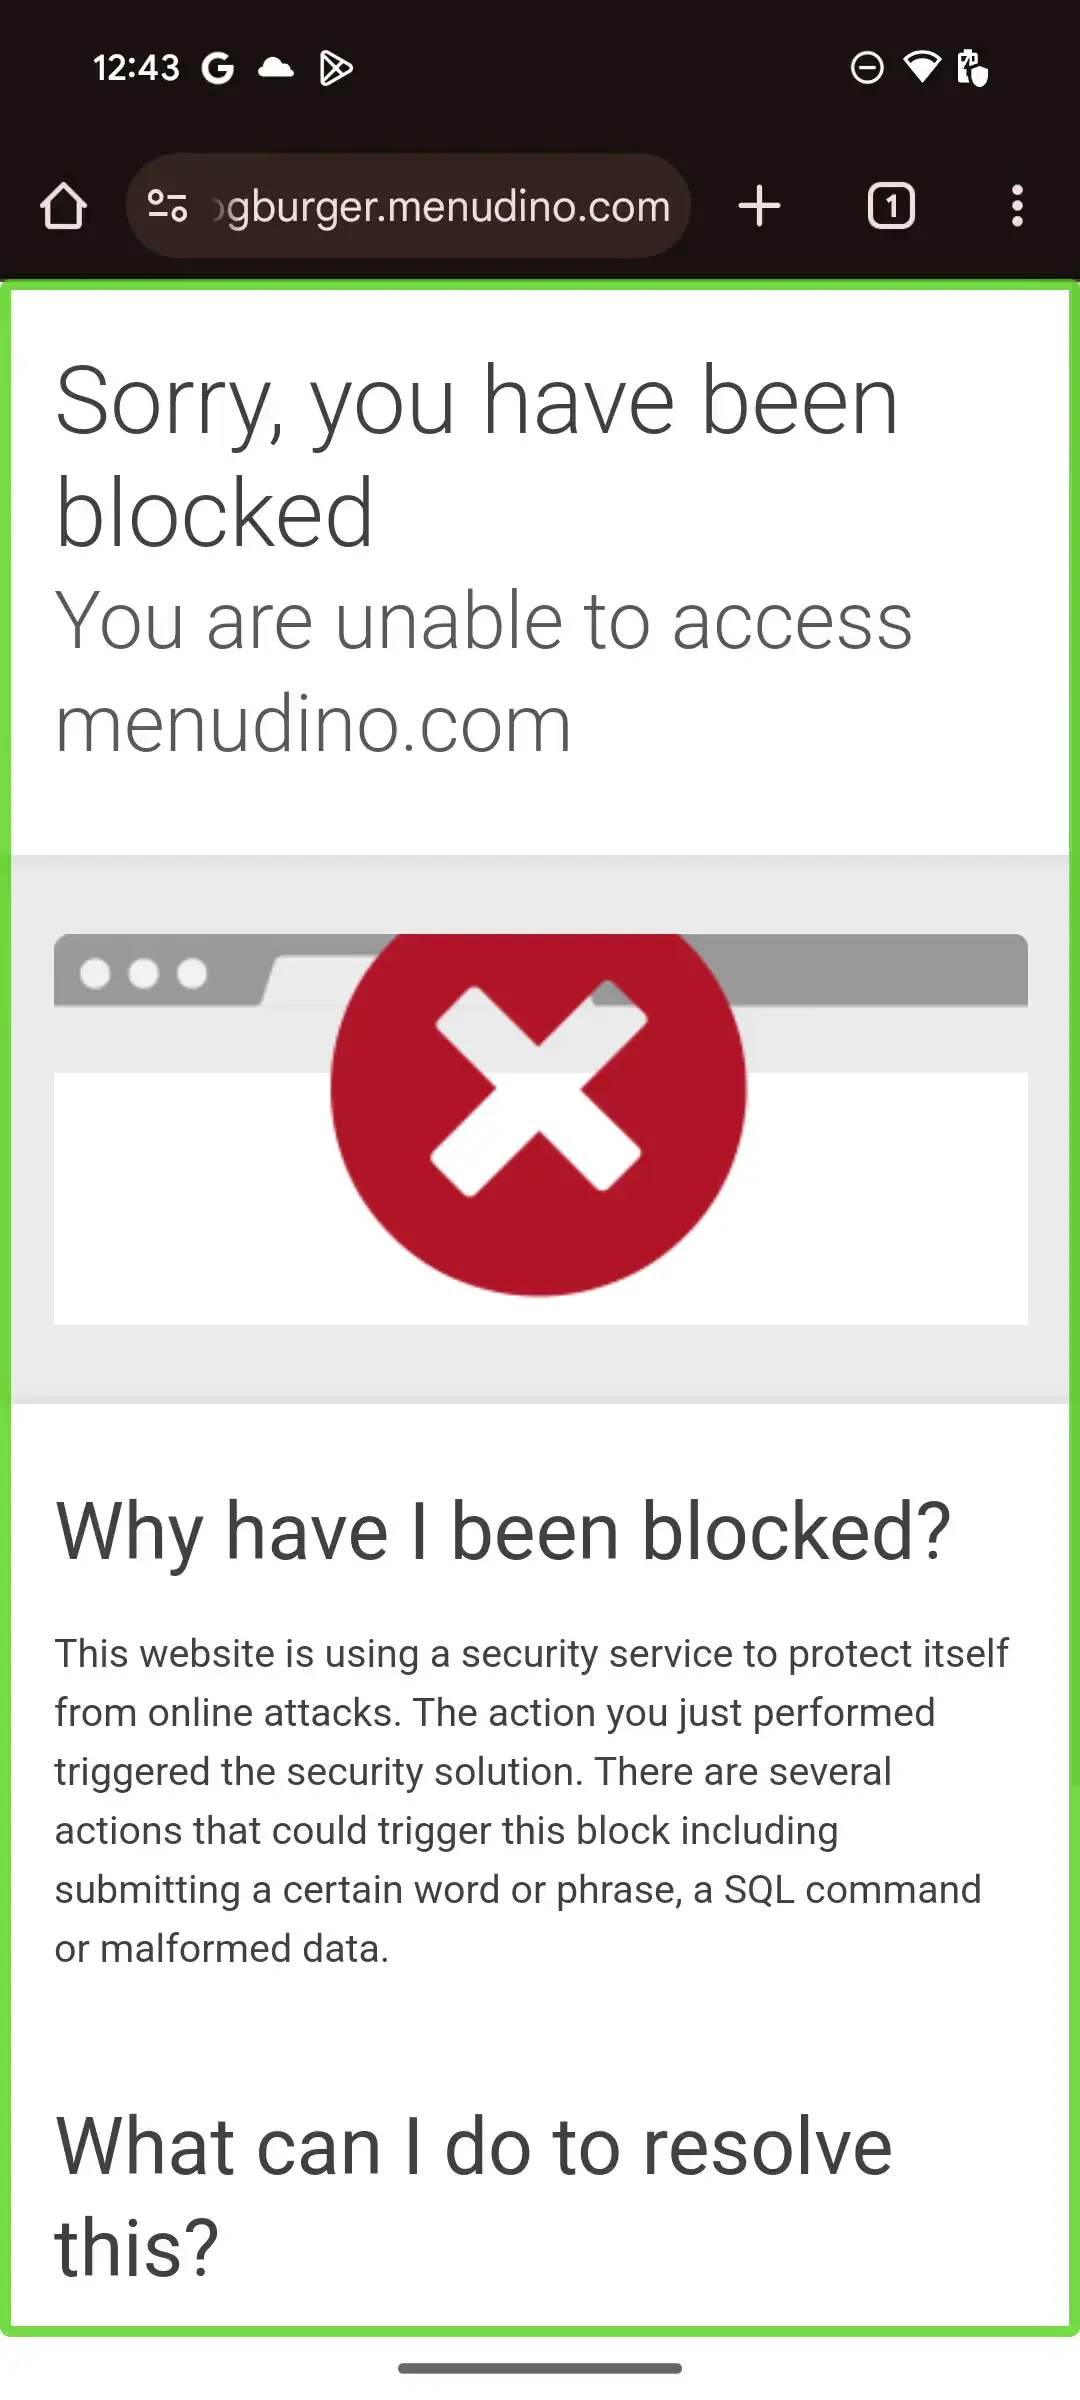 12:43
gburger.menudino.com
1
Sorry, you have been
blocked
You are unable to access
menudino.com
Why have I been blocked?
This website is using a security service to protect itself
from online attacks. The action you just performed
triggered the security solution. There are several
actions that could trigger this block including
submitting a certain word or phrase, a SQL command
or malformed data.
What can I do to resolve
this?